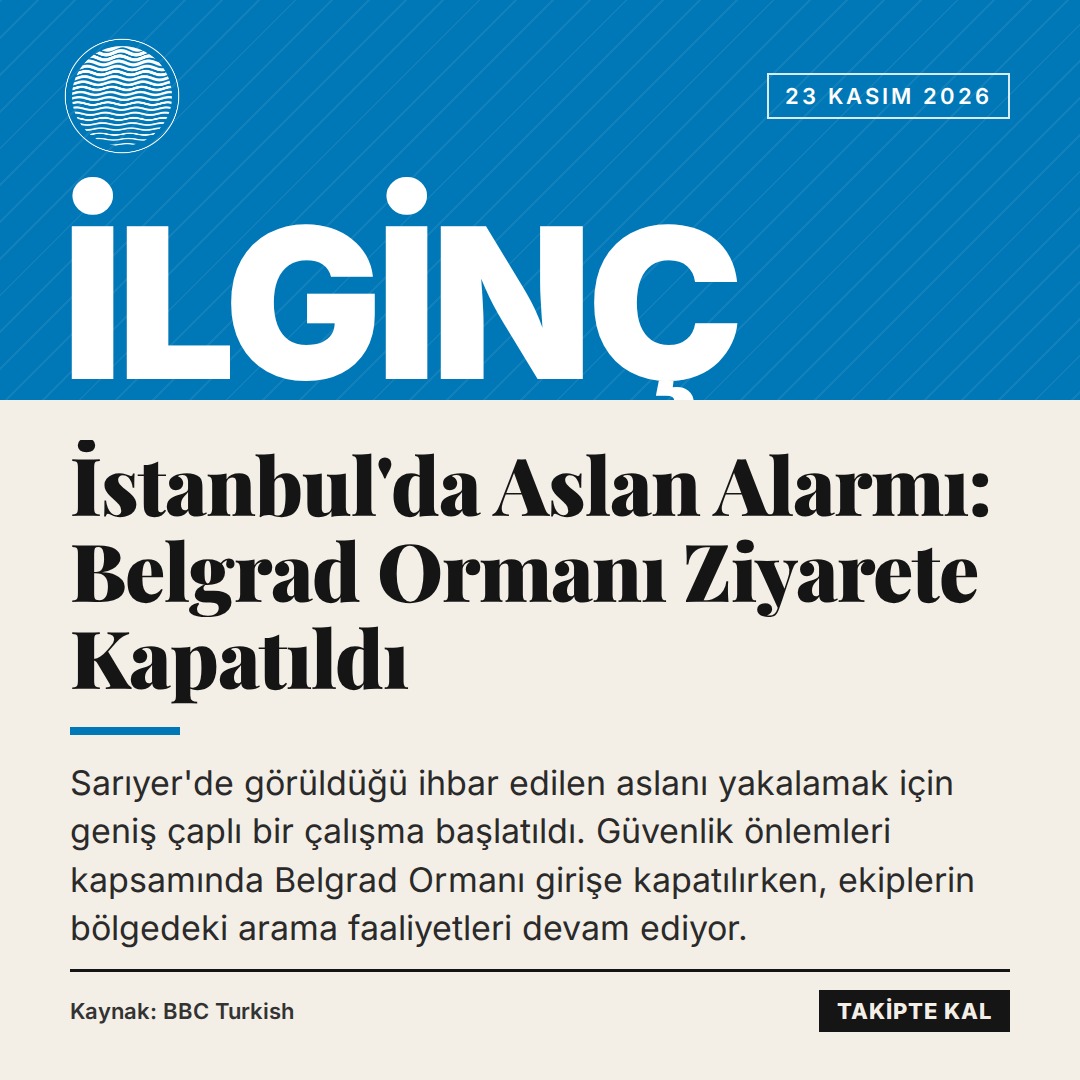 23 KASIM 2026
İLGİNÇ
İstanbul'da Aslan Alarmı:
Belgrad Ormanı Ziyarete
Kapatıldı
Sarıyer'de görüldüğü ihbar edilen aslanı yakalamak için
geniş çaplı bir çalışma başlatıldı. Güvenlik önlemleri
kapsamında Belgrad Ormanı girişe kapatılırken, ekiplerin
bölgedeki arama faaliyetleri devam ediyor.
Kaynak: BBC Turkish
TAKİPTE KAL